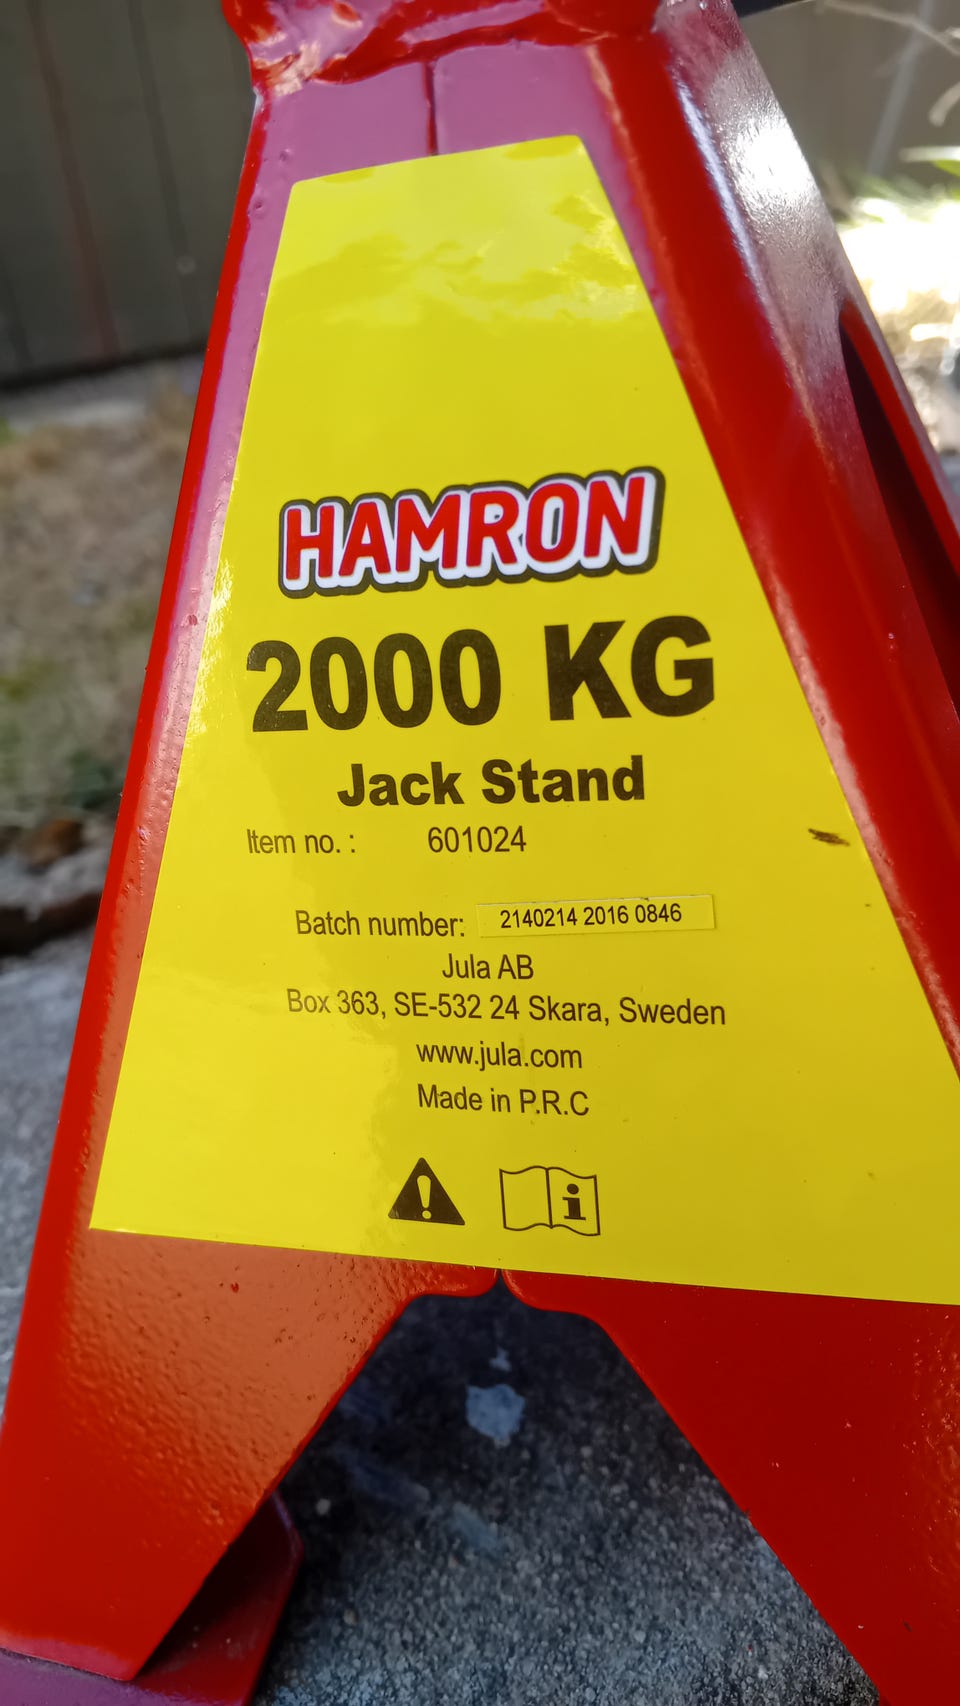 HAMRON
2000 KG
Jack Stand
Item no. : 601024
Batch number: 2140214 2016 0846
Jula AB
Box 363, SE-532 24 Skara, Sweden
www.jula.com
Made in P.R.C